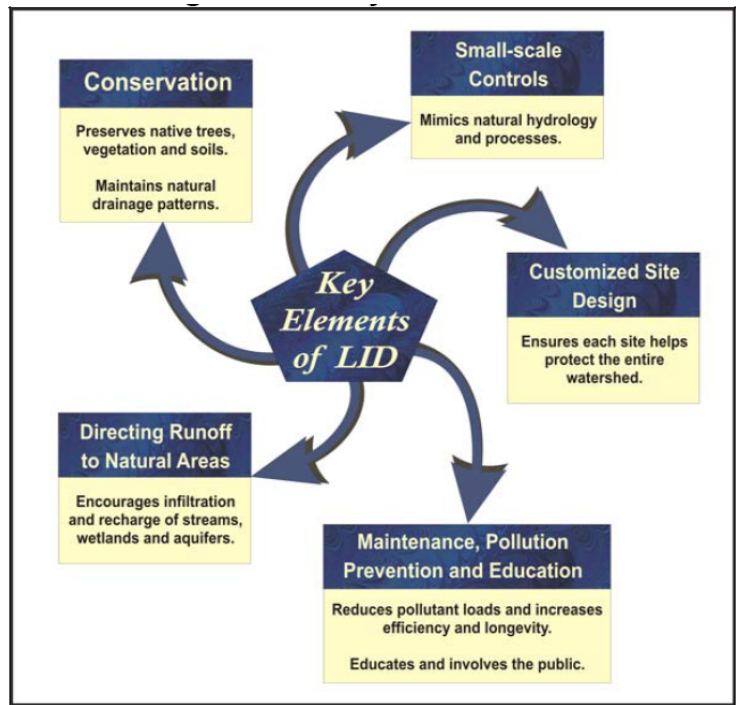 Conservation
Preserves native trees,
vegetation and soils.
Maintains natural
drainage patterns.
Small-scale
Controls
Mimics natural hydrology
and processes.
Key
Elements
of LID
Customized Site
Design
Ensures each site helps
protect the entire
watershed.
Directing Runoff
to Natural Areas
Encourages infiltration
and recharge of streams,
wetlands and aquifers.
Maintenance, Pollution
Prevention and Education
Reduces pollutant loads and increases
efficiency and longevity.
Educates and involves the public.